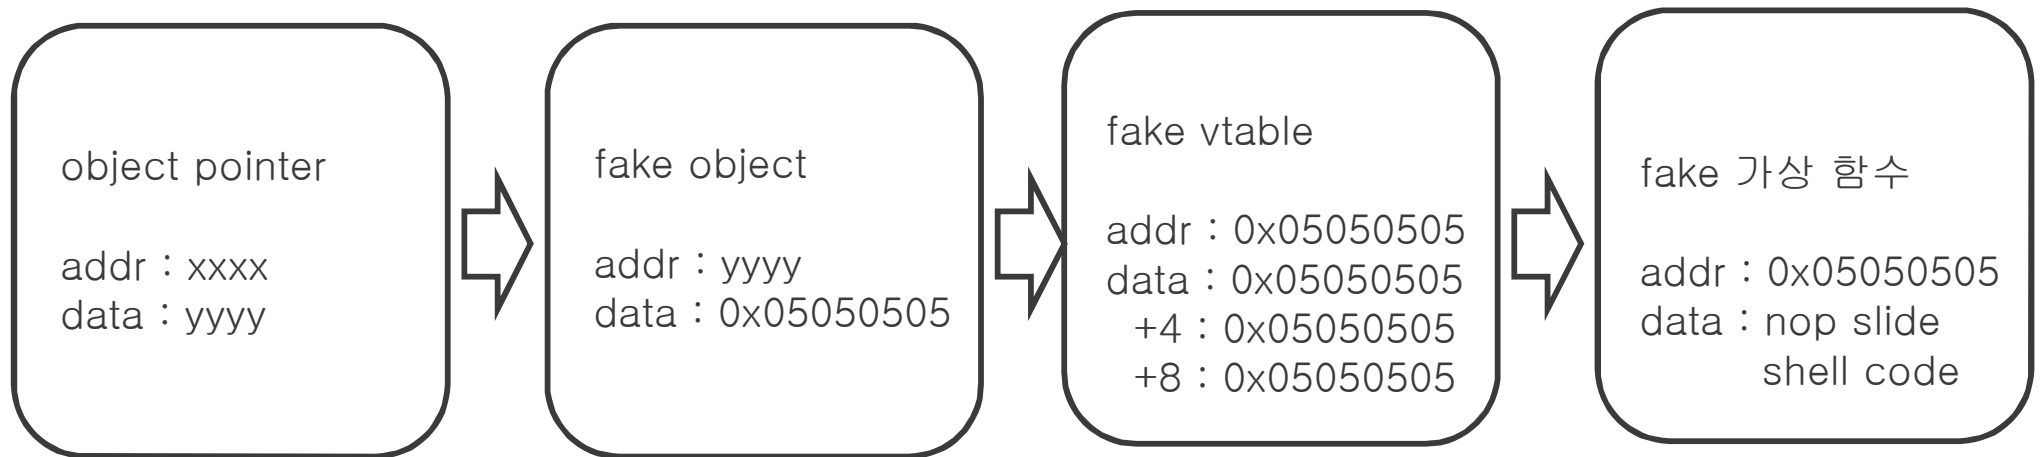 object pointer
addr : xxxx
data : yyyy
fake object
addr : yyyy
data : 0x05050505
fake vtable
addr : 0x05050505
data : 0x05050505
+4 : 0x05050505
+8 : 0x05050505
fake 가상 함수
addr : 0x05050505
data : nop slide
shell code